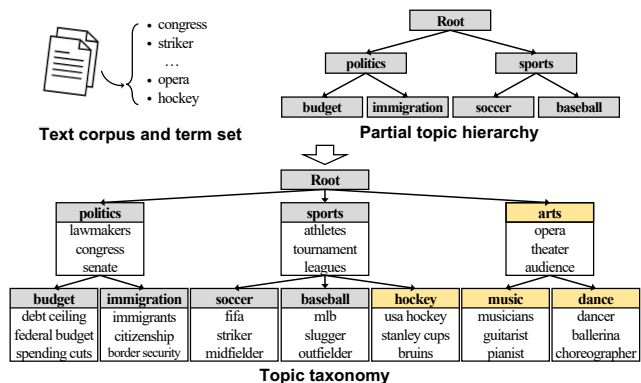 • congress
• striker
...
• opera
• hockey
Text corpus and term set
Root
politics sports
budget immigration soccer baseball
Partial topic hierarchy
Root
politics sports arts
lawmakers athletes opera
congress tournament theater
senate leagues audience
budget immigration soccer baseball hockey music dance
debt ceiling immigrants fifa mlb usa hockey musicians dancer
federal budget citizenship striker slugger stanley cups guitarist ballerina
spending cuts border security midfielder outfielder bruins pianist choreographer
Topic taxonomy